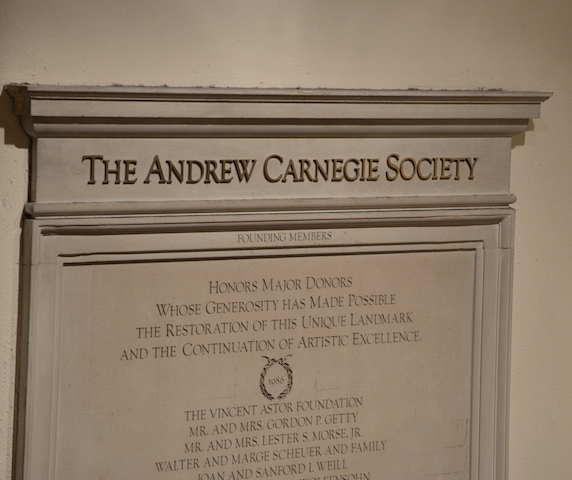 THE ANDREW CARNEGIE SOCIETY
FOUNDING MEMBERS
HONORS MAJOR DONORS
WHOSE GENEROSITY HAS MADE POSSIBLE
THE RESTORATION OF THIS UNIQUE LANDMARK
AND THE CONTINUATION OF ARTISTIC EXCELLENCE.
1986
THE VINCENT ASTOR FOUNDATION
MR. AND MRS. GORDON P. GETTY
MR. AND MRS. LESTER S. MORSE, JR.
WALTER AND MARGE SCHEUER AND FAMILY
JOAN AND SANFORD I. WEILL